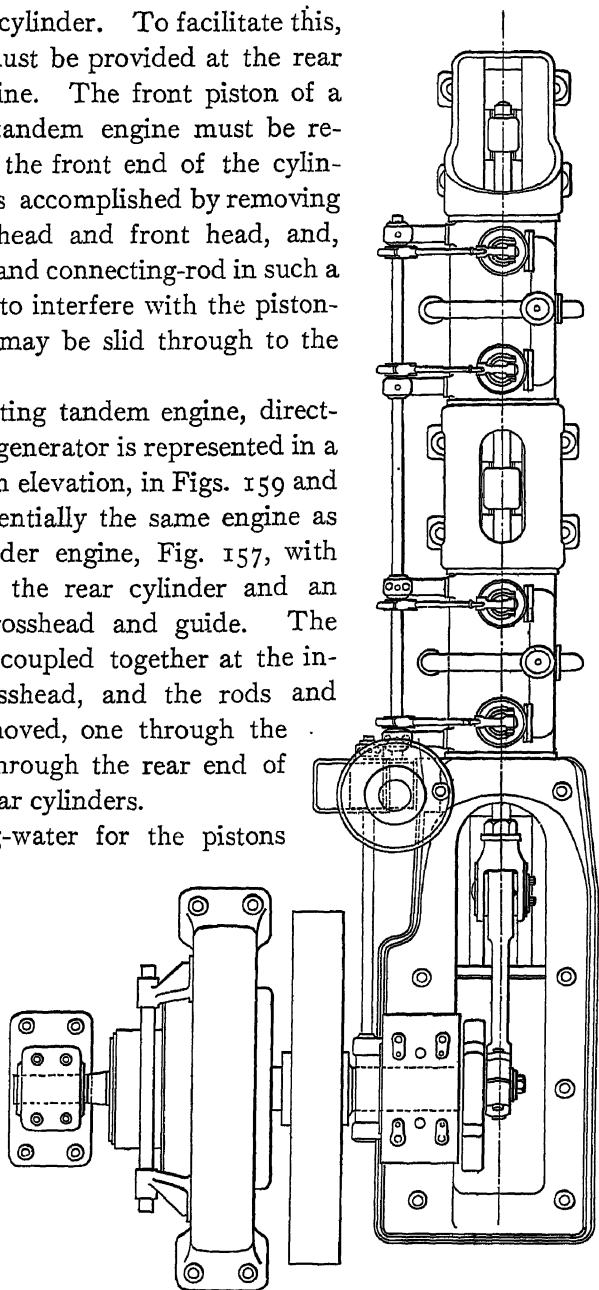 cylinder. To facilitate this,
ust be provided at the rear
ine. The front piston of a
tandem engine must be re-
the front end of the cylin-
s accomplished by removing
head and front head, and,
and connecting-rod in such a
to interfere with the piston-
may be slid through to the
ting tandem engine, direct-
generator is represented in a
n elevation, in Figs. 159 and
entially the same engine as
der engine, Fig. 157, with
the rear cylinder and an
rosshead and guide. The
coupled together at the in-
sshead, and the rods and
noved, one through the
hrough the rear end of
ar cylinders.
g-water for the pistons